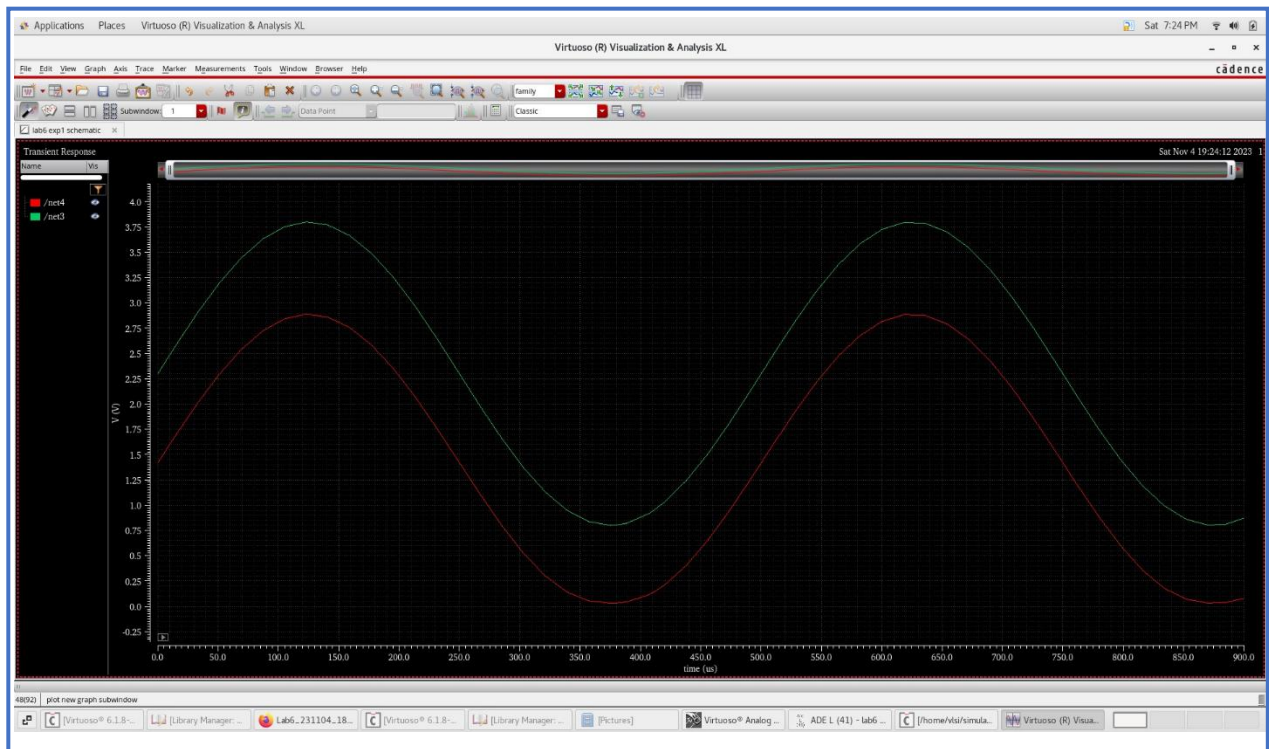 Applications Places Virtuoso (R) Visualization & Analysis XL Sat 7:24 PM
Virtuoso (R) Visualization & Analysis XL
File Edit View Graph Axis Trace Marker Measurements Tools Window Browser Help cādence
family
Subwindow: 1 Data Point Classic
lab6 exp1 schematic
Transient Response Sat Nov 4 19:24:12 2023 1
Name Vis
/net4
/net3
4.0
3.75
3.5
3.25
3.0
2.75
2.5
2.25
2.0
1.75
1.5
1.25
1.0
0.75
0.5
0.25
0.0
-0.25
V (V)
0.0 50.0 100.0 150.0 200.0 250.0 300.0 350.0 400.0 450.0 500.0 550.0 600.0 650.0 700.0 750.0 800.0 850.0 900.0
time (us)
48(92) plot new graph subwindow
[Virtuoso® 6.1.8-... [Library Manager: ... Lab6_231104_18... [Virtuoso® 6.1.8-... [Library Manager: ... [Pictures] Virtuoso® Analog ... ADE L (41) - lab6 ... [/home/vlsi/simula... Virtuoso (R) Visua...